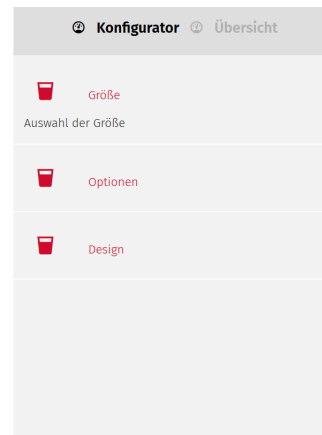 Konfigurator Übersicht
Größe
Auswahl der Größe
Optionen
Design